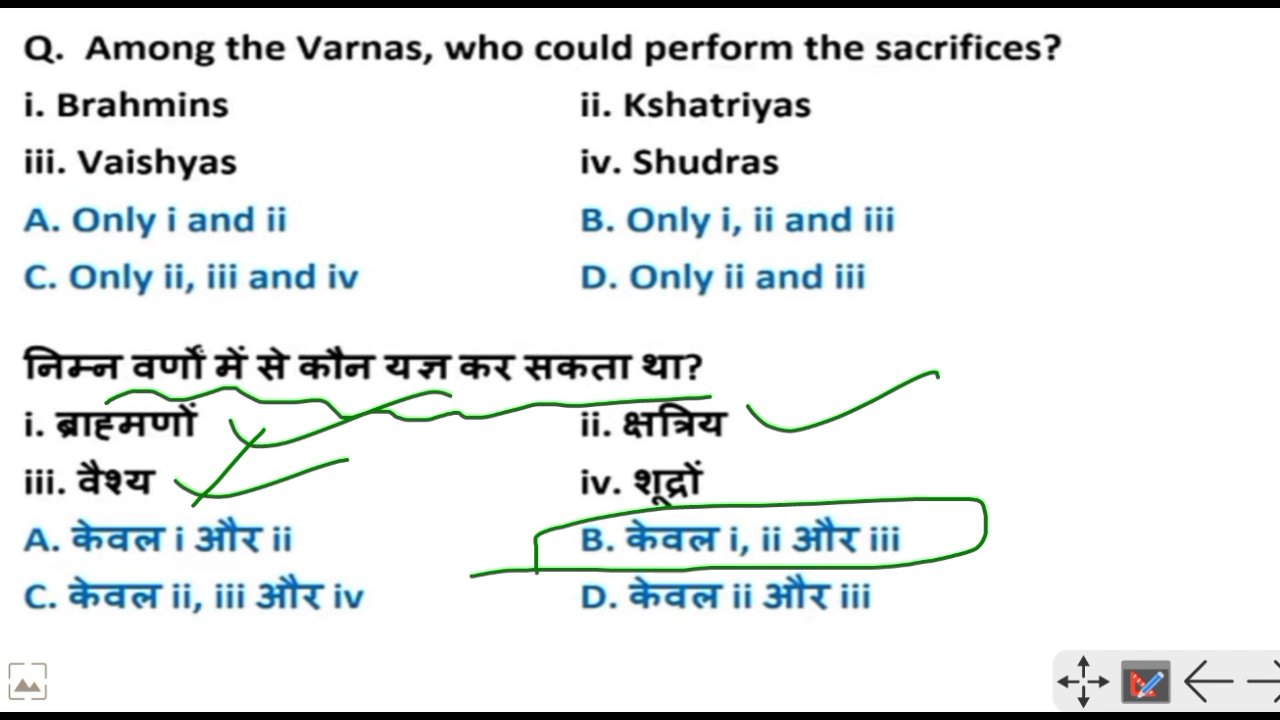 Q. Among the Varnas, who could perform the sacrifices?
i. Brahmins ii. Kshatriyas
iii. Vaishyas iv. Shudras
A. Only i and ii B. Only i, ii and iii
C. Only ii, iii and iv D. Only ii and iii
निम्न वर्णों में से कौन यज्ञ कर सकता था?
i. ब्राह्मणों ii. क्षत्रिय
iii. वैश्य iv. शूद्रों
A. केवल i और ii B. केवल i, ii और iii
C. केवल ii, iii और iv D. केवल ii और iii